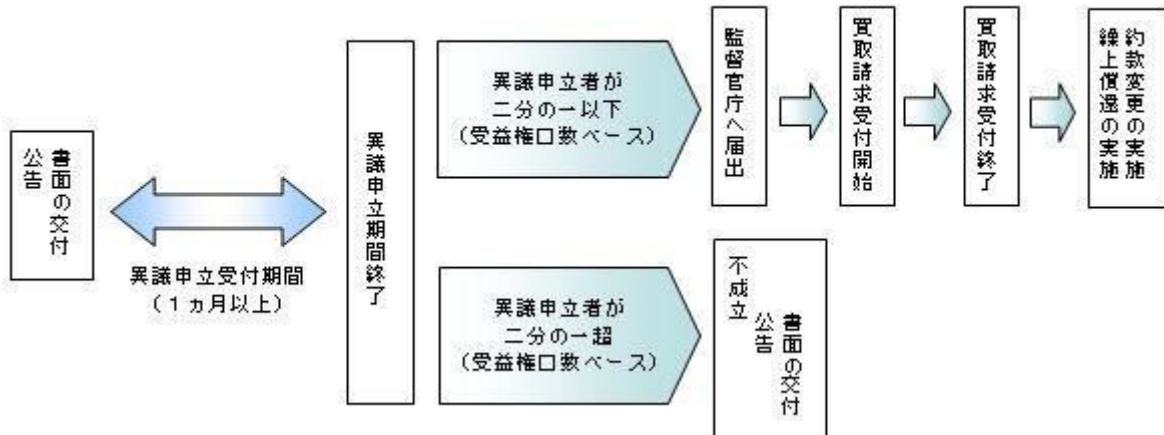 書面の交付
公告
異議申立受付期間
（１ヵ月以上）
異議申立期間終了
異議申立者が
二分の一以下
（受益権口数ベース）
監督官庁へ届出
買取請求受付開始
買取請求受付終了
約款変更の実施
繰上償還の実施
異議申立者が
二分の一超
（受益権口数ベース）
不成立
書面の交付
公告